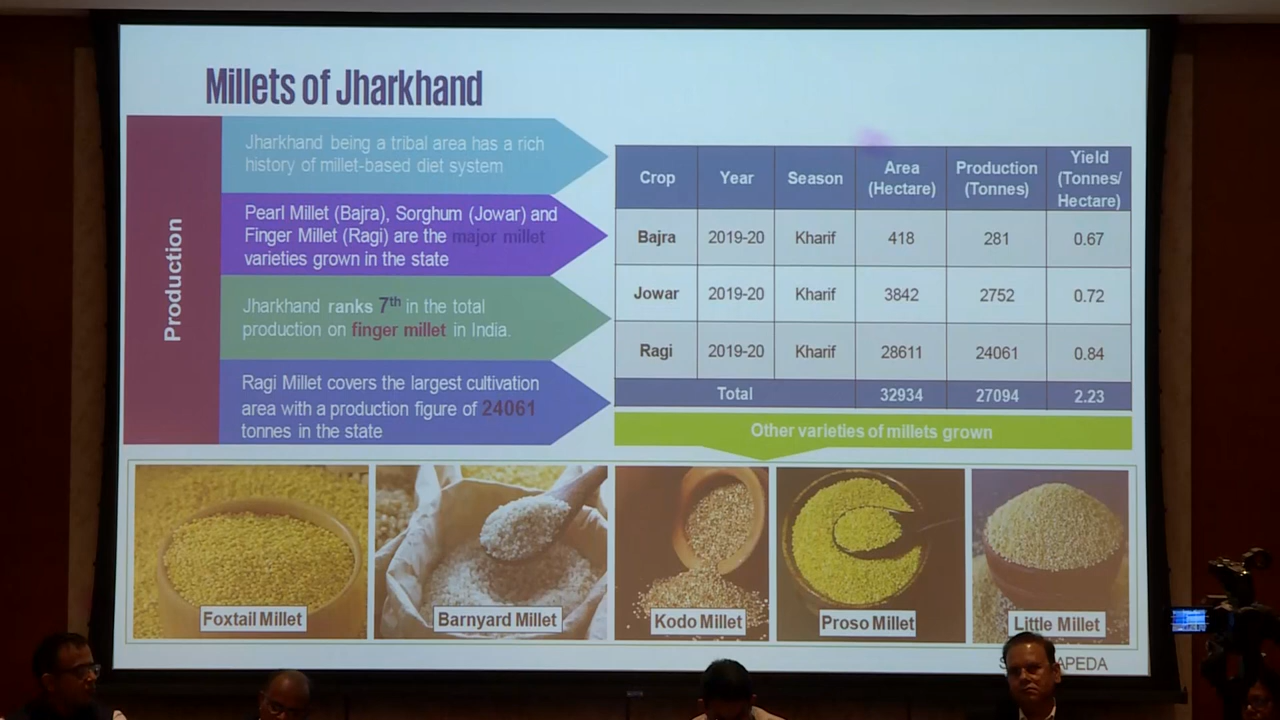 Millets of Jharkhand
Production
Jharkhand being a tribal area has a rich
history of millet-based diet system
Pearl Millet (Bajra), Sorghum (Jowar) and
Finger Millet (Ragi) are the major millet
varieties grown in the state
Jharkhand ranks 7th in the total
production on finger millet in India.
Ragi Millet covers the largest cultivation
area with a production figure of 24061
tonnes in the state
Crop Year Season Area (Hectare) Production (Tonnes) Yield (Tonnes/ Hectare)
Bajra 2019-20 Kharif 418 281 0.67
Jowar 2019-20 Kharif 3842 2752 0.72
Ragi 2019-20 Kharif 28611 24061 0.84
Total 32934 27094 2.23
Other varieties of millets grown
Foxtail Millet
Barnyard Millet
Kodo Millet
Proso Millet
Little Millet
APEDA